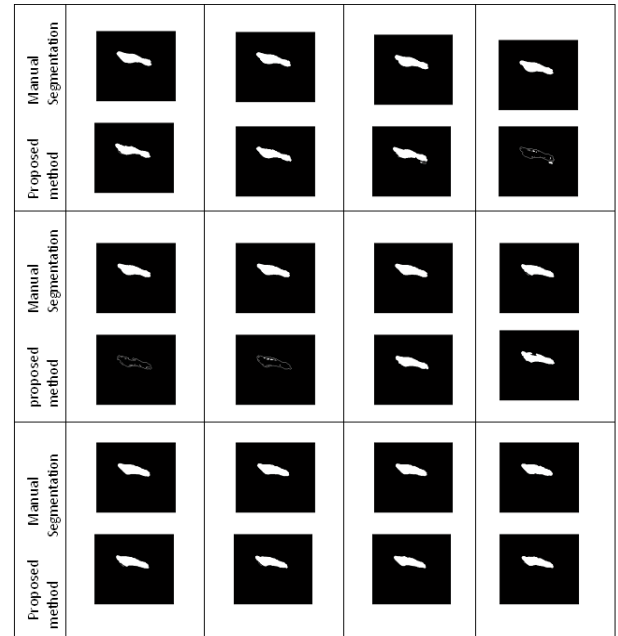 Manual
Segmentation
Proposed
method
Manual
Segmentation
proposed
method
Manual
Segmentation
Proposed
method